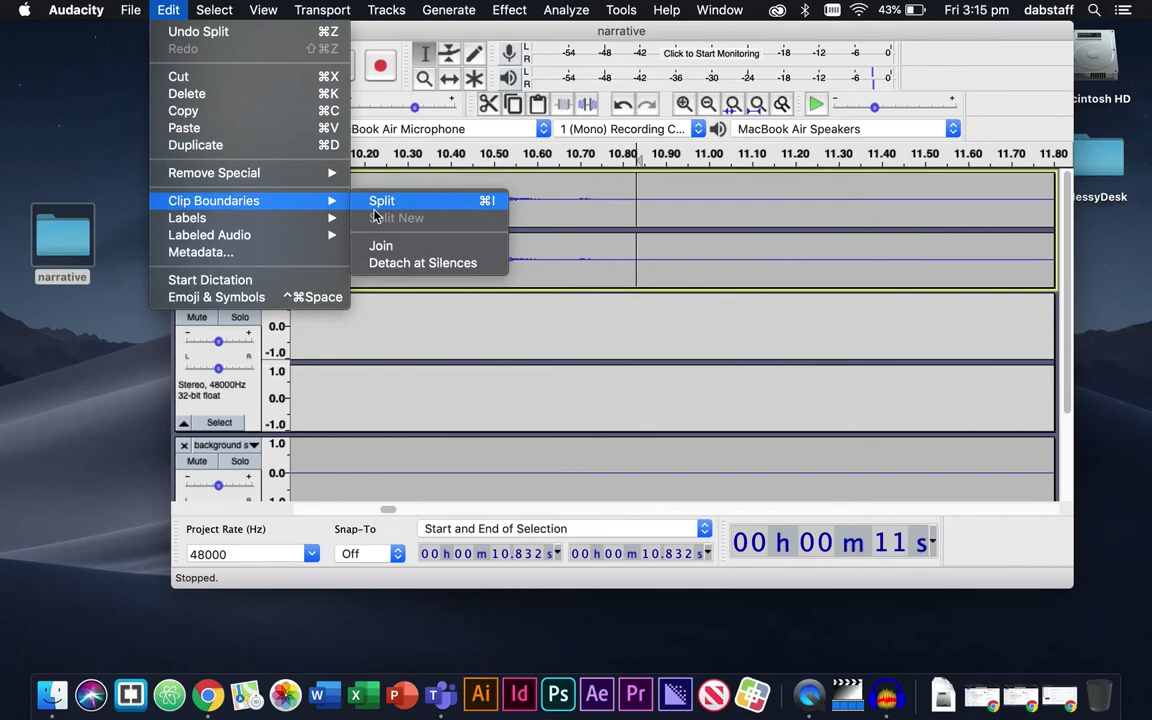 Audacity File Edit Select View Transport Tracks Generate Effect Analyze Tools Help Window 43% Fri 3:15 pm dabstaff
narrative
Undo Split ⌘Z
Redo ⇧⌘Z
Cut ⌘X
Delete ⌘K
Copy ⌘C
Paste ⌘V
Duplicate ⌘D
Remove Special
Clip Boundaries
Labels
Labeled Audio
Metadata...
Start Dictation
Emoji & Symbols ^⌘Space
Split ⌘I
Split New
Join
Detach at Silences
L -54 -48 -42 Click to Start Monitoring -18 -12 -6 0
R
L -54 -48 -42 -36 -30 -24 -18 -12 -6 0
R
- + - +
Book Air Microphone 1 (Mono) Recording C... MacBook Air Speakers
10.20 10.30 10.40 10.50 10.60 10.70 10.80 10.90 11.00 11.10 11.20 11.30 11.40 11.50 11.60 11.70 11.80
cintosh HD
MessyDesk
narrative
Mute Solo
- +
L R
Stereo, 48000Hz
32-bit float
Select
0.0
-1.0
1.0
0.0
-1.0
background s
Mute Solo
- +
1.0
0.0
Project Rate (Hz) Snap-To Start and End of Selection
48000 Off 00 h 00 m 10.832 s 00 h 00 m 10.832 s
00 h 00 m 11 s
Stopped.
W X P Ai Id Ps Ae Pr